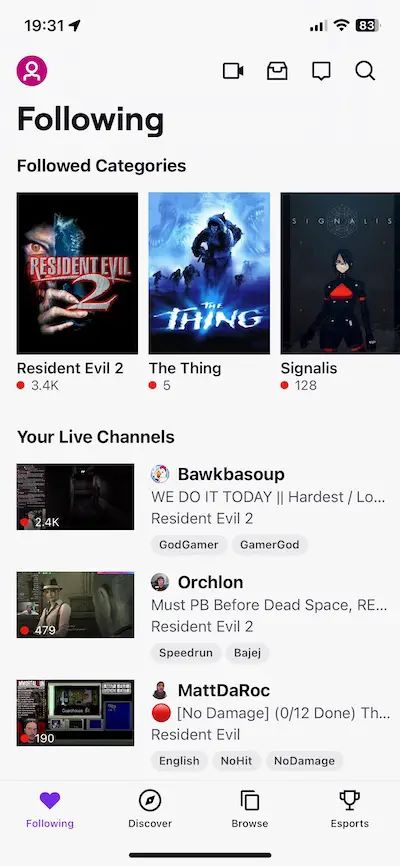 19:31
83
Following
Followed Categories
RESIDENT EVIL
2
THE
THING
SIGNALIS
Resident Evil 2
The Thing
Signalis
3.4K
5
128
Your Live Channels
2.4K
Bawkbasoup
WE DO IT TODAY || Hardest / Lo...
Resident Evil 2
GodGamer
GamerGod
479
Orchlon
Must PB Before Dead Space, RE...
Resident Evil 2
Speedrun
Bajej
190
MattDaRoc
🔴 [No Damage] (0/12 Done) Th...
Resident Evil
English
NoHit
NoDamage
Following
Discover
Browse
Esports